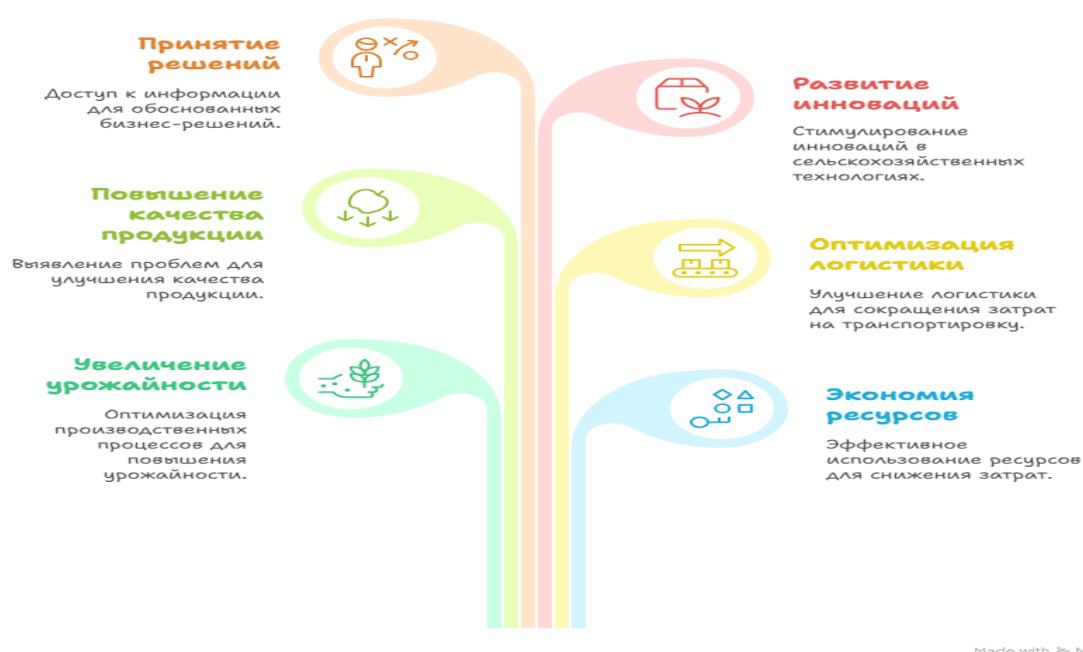 Принятие
решений
Доступ к информации
для обоснованных
бизнес-решений.
Развитие
инноваций
Стимулирование
инноваций в
сельскохозяйственных
технологиях.
Повышение
качества
продукции
Выявление проблем для
улучшения качества
продукции.
Оптимизация
логистики
Улучшение логистики
для сокращения затрат
на транспортировку.
Увеличение
урожайности
Оптимизация
производственных
процессов для
повышения
урожайности.
Экономия
ресурсов
Эффективное
использование ресурсов
для снижения затрат.
Made with